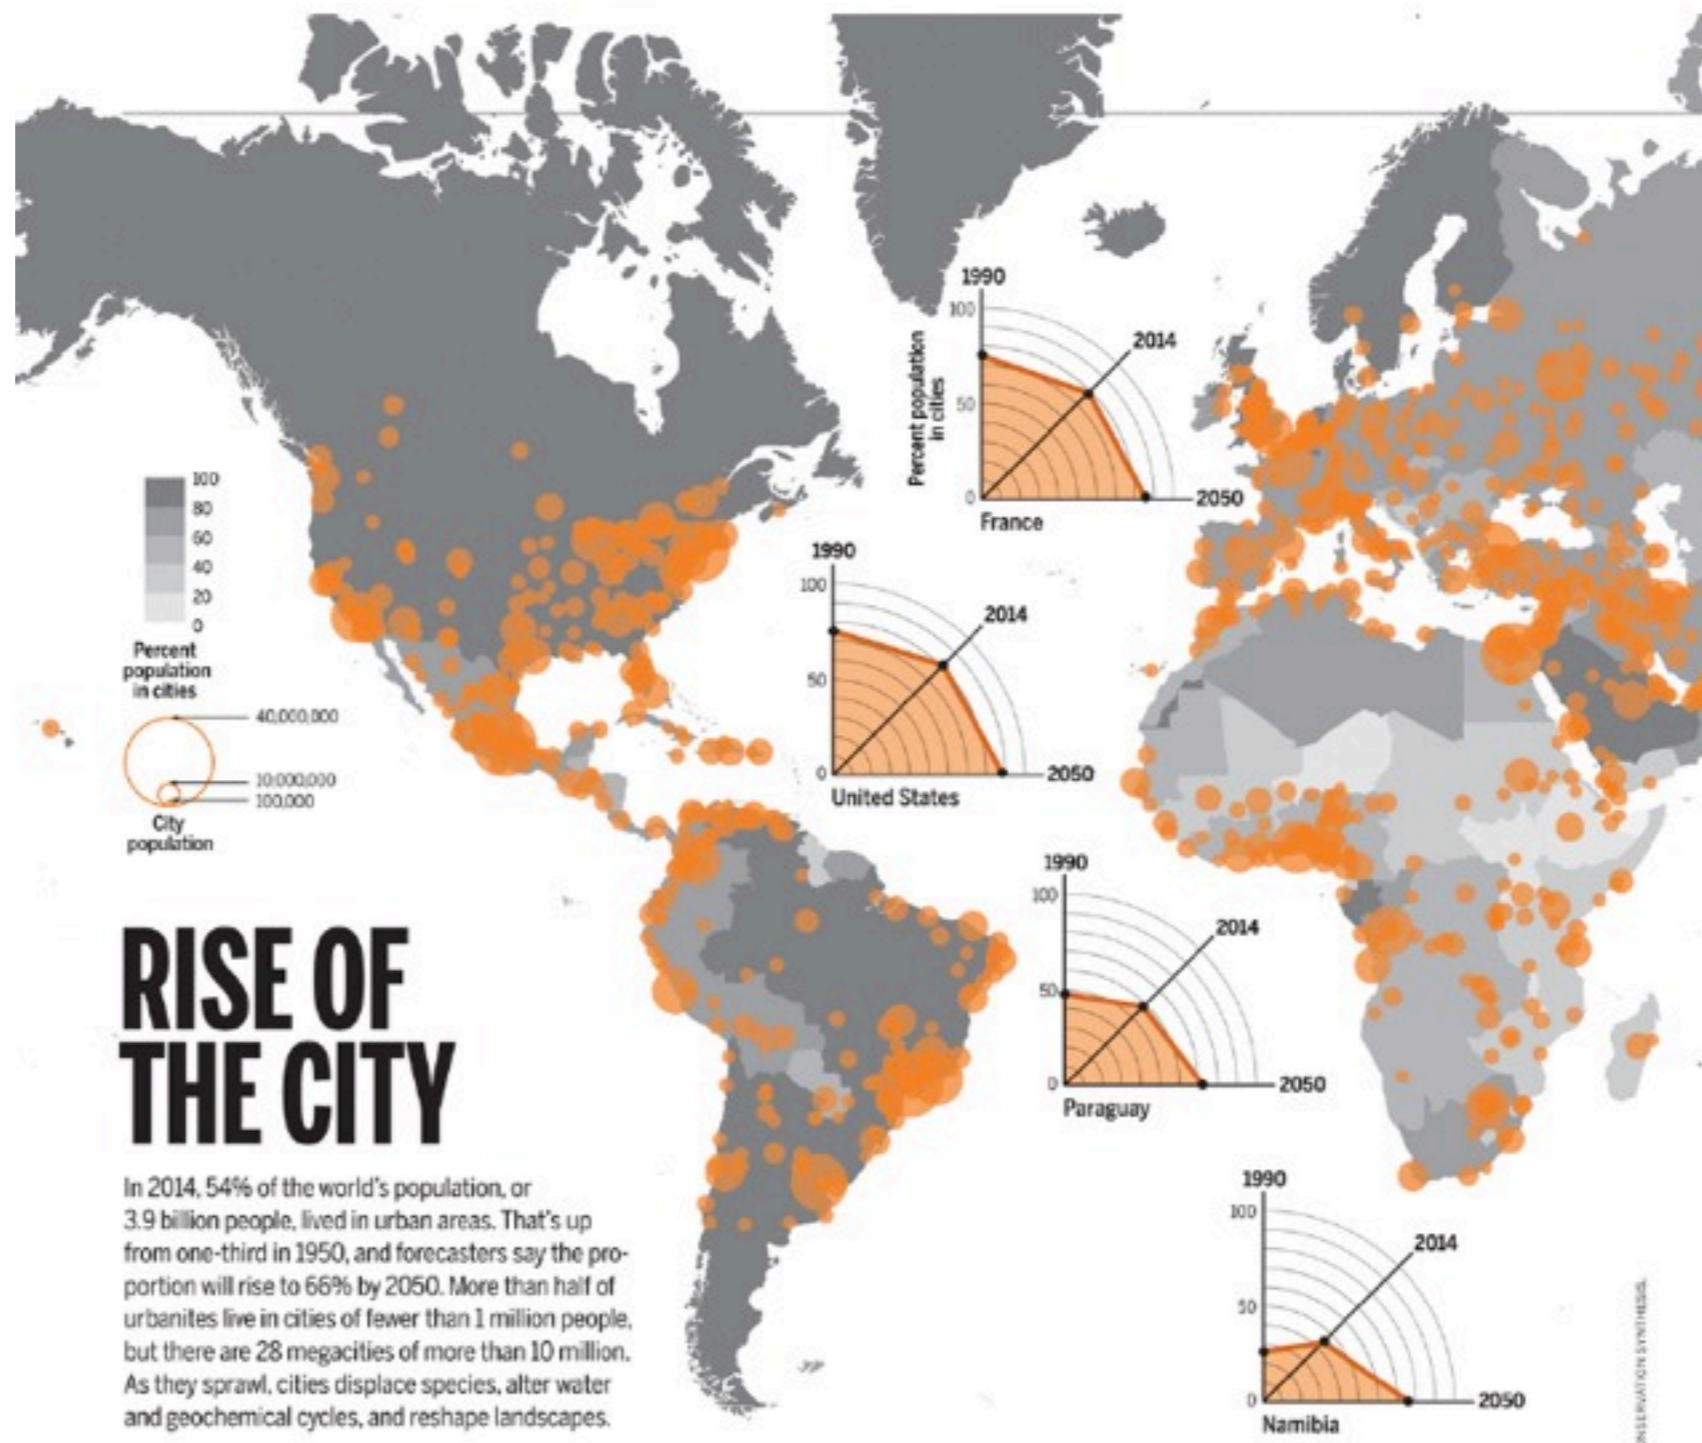 1990
100
2014
Percent population
in cities
50
0
2050
France
1990
100
2014
50
0
2050
United States
100
80
60
40
20
0
Percent
population
in cities
40,000,000
10,000,000
100,000
City
population
1990
100
2014
50
0
2050
Paraguay
RISE OF
THE CITY
In 2014, 54% of the world's population, or
3.9 billion people, lived in urban areas. That's up
from one-third in 1950, and forecasters say the pro-
portion will rise to 66% by 2050. More than half of
urbanites live in cities of fewer than 1 million people,
but there are 28 megacities of more than 10 million.
As they sprawl, cities displace species, alter water
and geochemical cycles, and reshape landscapes.
1990
100
2014
50
0
2050
Namibia
NSERVATION SYNTHESIS,